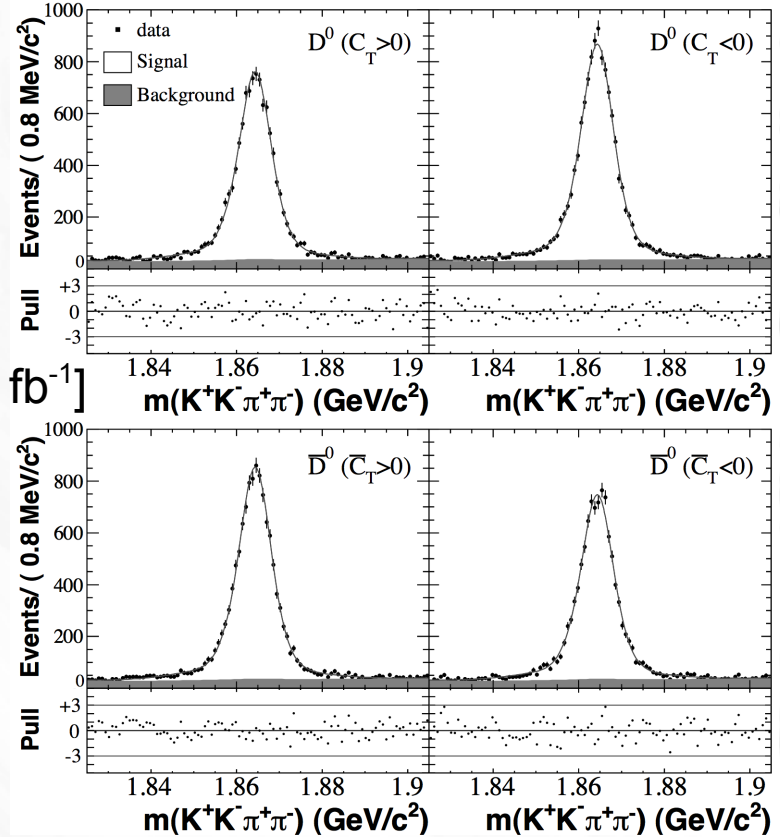 1000
800
600
400
200
0
Events/ ( 0.8 MeV/c²)
data
Signal
Background
D⁰ (C_T>0)
D⁰ (C_T<0)
+3
0
-3
Pull
1.84 1.86 1.88 1.9
1.84 1.86 1.88 1.9
fb⁻¹]
m(K⁺K⁻π⁺π⁻) (GeV/c²)
m(K⁺K⁻π⁺π⁻) (GeV/c²)
1000
800
600
400
200
0
Events/ ( 0.8 MeV/c²)
D̅⁰ (C̅_T>0)
D̅⁰ (C̅_T<0)
+3
0
-3
Pull
1.84 1.86 1.88 1.9
1.84 1.86 1.88 1.9
m(K⁺K⁻π⁺π⁻) (GeV/c²)
m(K⁺K⁻π⁺π⁻) (GeV/c²)